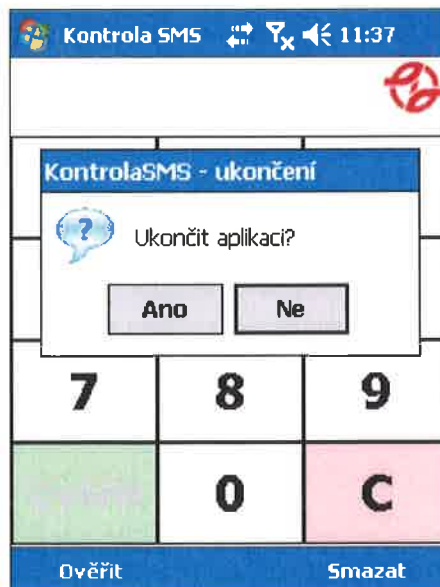 Kontrola SMS 11:37
KontrolaSMS - ukončení
Ukončit aplikaci?
Ano Ne
7 8 9
0 C
Ověřit Smazat